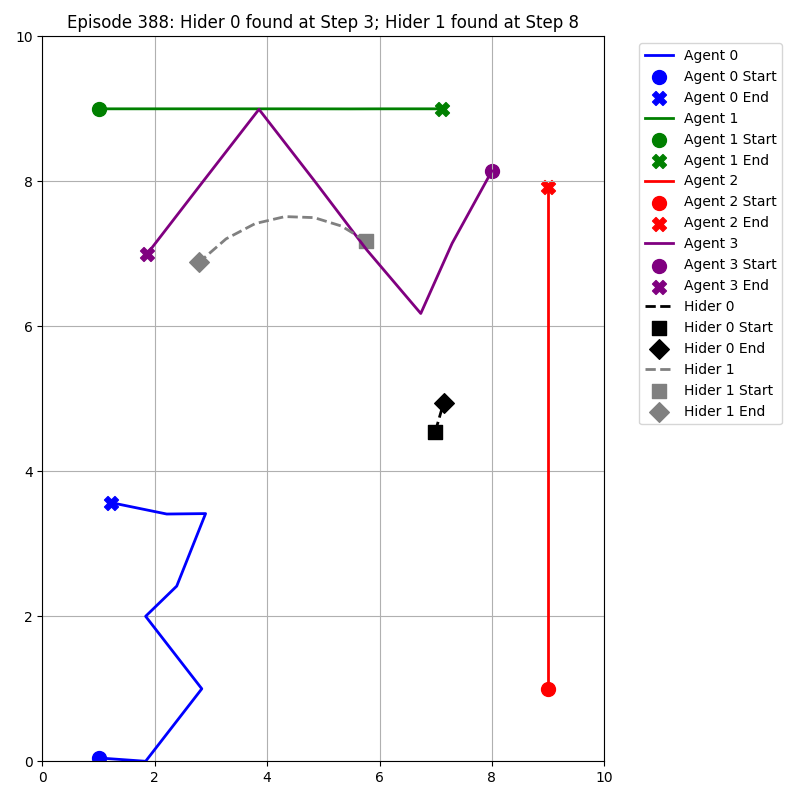 Episode 388: Hider 0 found at Step 3; Hider 1 found at Step 8
10
8
6
4
2
0
0 2 4 6 8 10
Agent 0
Agent 0 Start
Agent 0 End
Agent 1
Agent 1 Start
Agent 1 End
Agent 2
Agent 2 Start
Agent 2 End
Agent 3
Agent 3 Start
Agent 3 End
Hider 0
Hider 0 Start
Hider 0 End
Hider 1
Hider 1 Start
Hider 1 End